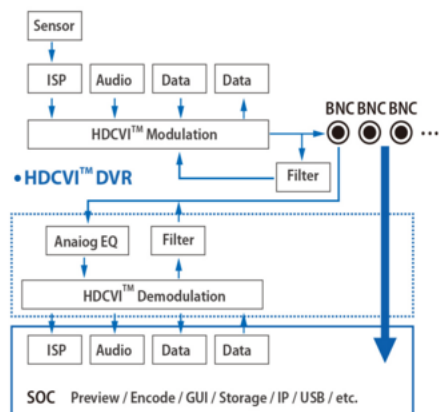 Sensor
ISP Audio Data Data
BNC BNC BNC
HDCVI™ Modulation ...
Filter
•HDCVI™ DVR
Anaiog EQ Filter
HDCVI™ Demodulation
ISP Audio Data Data
SOC Preview / Encode / GUI / Storage / IP / USB / etc.